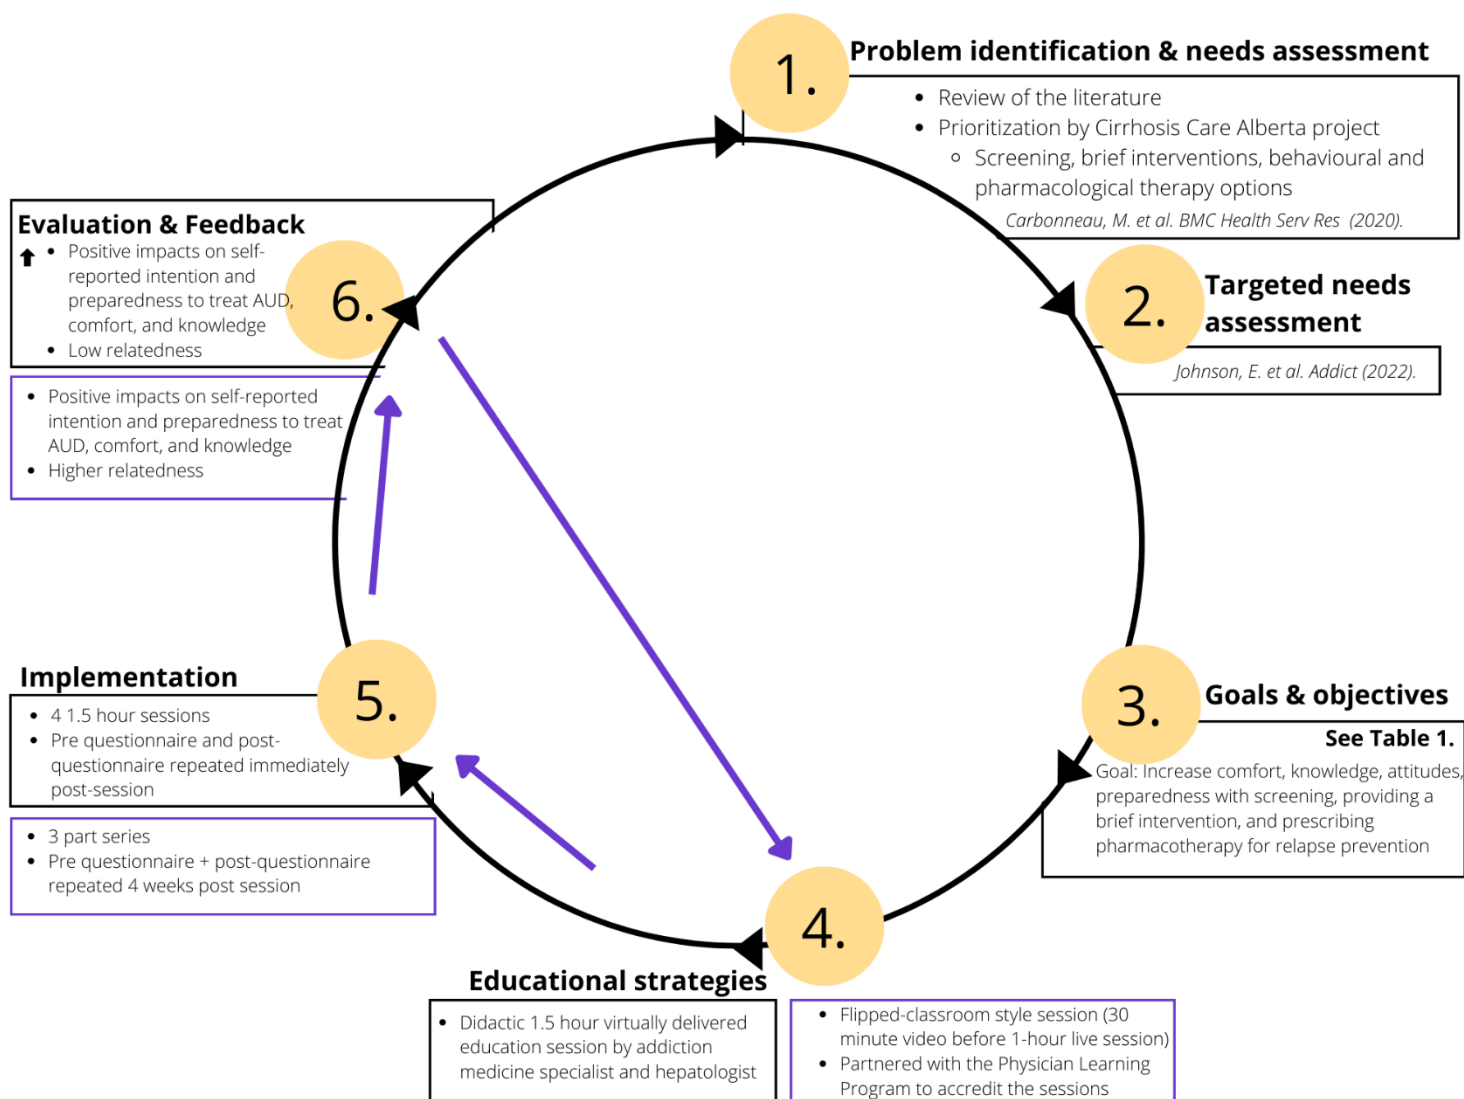 1.
Problem identification & needs assessment
• Review of the literature
• Prioritization by Cirrhosis Care Alberta project
○ Screening, brief interventions, behavioural and
pharmacological therapy options
Carbonneau, M. et al. BMC Health Serv Res (2020).
2.
Targeted needs
assessment
Johnson, E. et al. Addict (2022).
3.
Goals & objectives
See Table 1.
Goal: Increase comfort, knowledge, attitudes,
preparedness with screening, providing a
brief intervention, and prescribing
pharmacotherapy for relapse prevention
4.
Educational strategies
• Didactic 1.5 hour virtually delivered
education session by addiction
medicine specialist and hepatologist
• Flipped-classroom style session (30
minute video before 1-hour live session)
• Partnered with the Physician Learning
Program to accredit the sessions
5.
Implementation
• 4 1.5 hour sessions
• Pre questionnaire and post-
questionnaire repeated immediately
post-session
• 3 part series
• Pre questionnaire + post-questionnaire
repeated 4 weeks post session
6.
Evaluation & Feedback
• Positive impacts on self-
reported intention and
preparedness to treat AUD,
comfort, and knowledge
• Low relatedness
• Positive impacts on self-reported
intention and preparedness to treat
AUD, comfort, and knowledge
• Higher relatedness